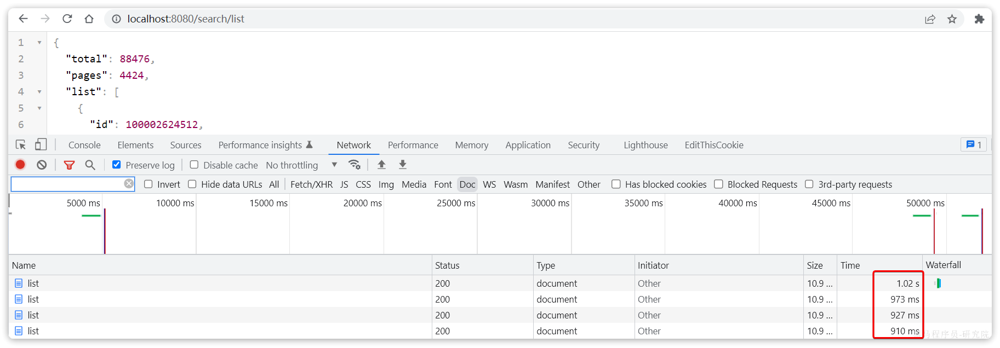 localhost:8080/search/list
1 {
2 "total": 88476,
3 "pages": 4424,
4 "list": [
5 {
6 "id": 100002624512,
Console Elements Sources Performance insights Network Performance Memory Application Security Lighthouse EditThisCookie 1
Preserve log Disable cache No throttling
Invert Hide data URLs All Fetch/XHR JS CSS Img Media Font Doc WS Wasm Manifest Other Has blocked cookies Blocked Requests 3rd-party requests
5000 ms 10000 ms 15000 ms 20000 ms 25000 ms 30000 ms 35000 ms 40000 ms 45000 ms 50000 ms
Name Status Type Initiator Size Time Waterfall
list 200 document Other 10.9 ... 1.02 s
list 200 document Other 10.9 ... 973 ms
list 200 document Other 10.9 ... 927 ms
list 200 document Other 10.9 ... 910 ms
马程序员-研究院